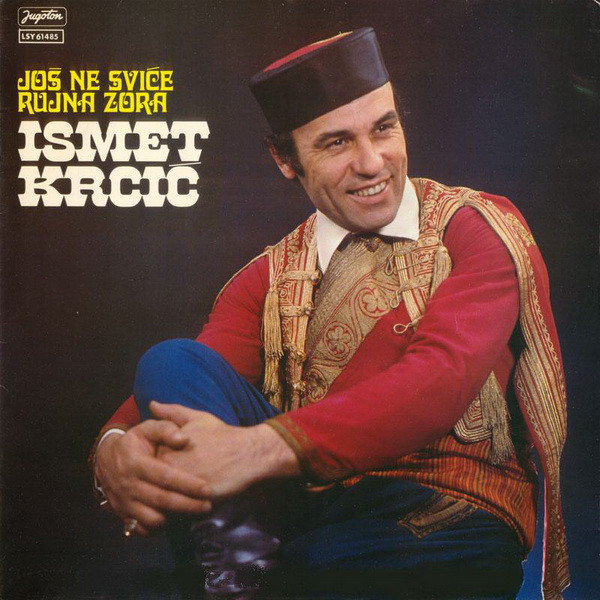 Jugoton
LSY 61485
JOŠ NE SVIĆE
RUJNA ZORA
ISMET
KRCIĆ